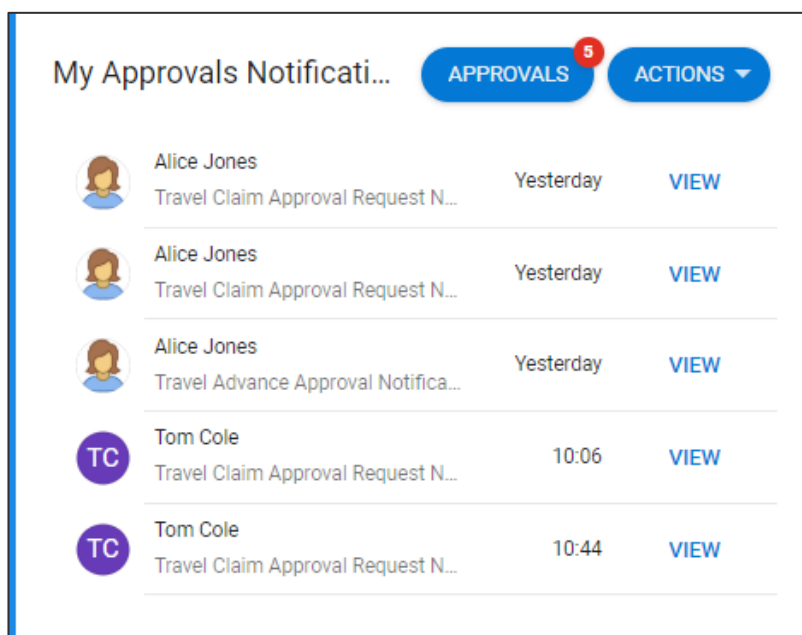 My Approvals Notificati... APPROVALS 5 ACTIONS
Alice Jones
Travel Claim Approval Request N... Yesterday VIEW
Alice Jones
Travel Claim Approval Request N... Yesterday VIEW
Alice Jones
Travel Advance Approval Notifica... Yesterday VIEW
TC Tom Cole
Travel Claim Approval Request N... 10:06 VIEW
TC Tom Cole
Travel Claim Approval Request N... 10:44 VIEW